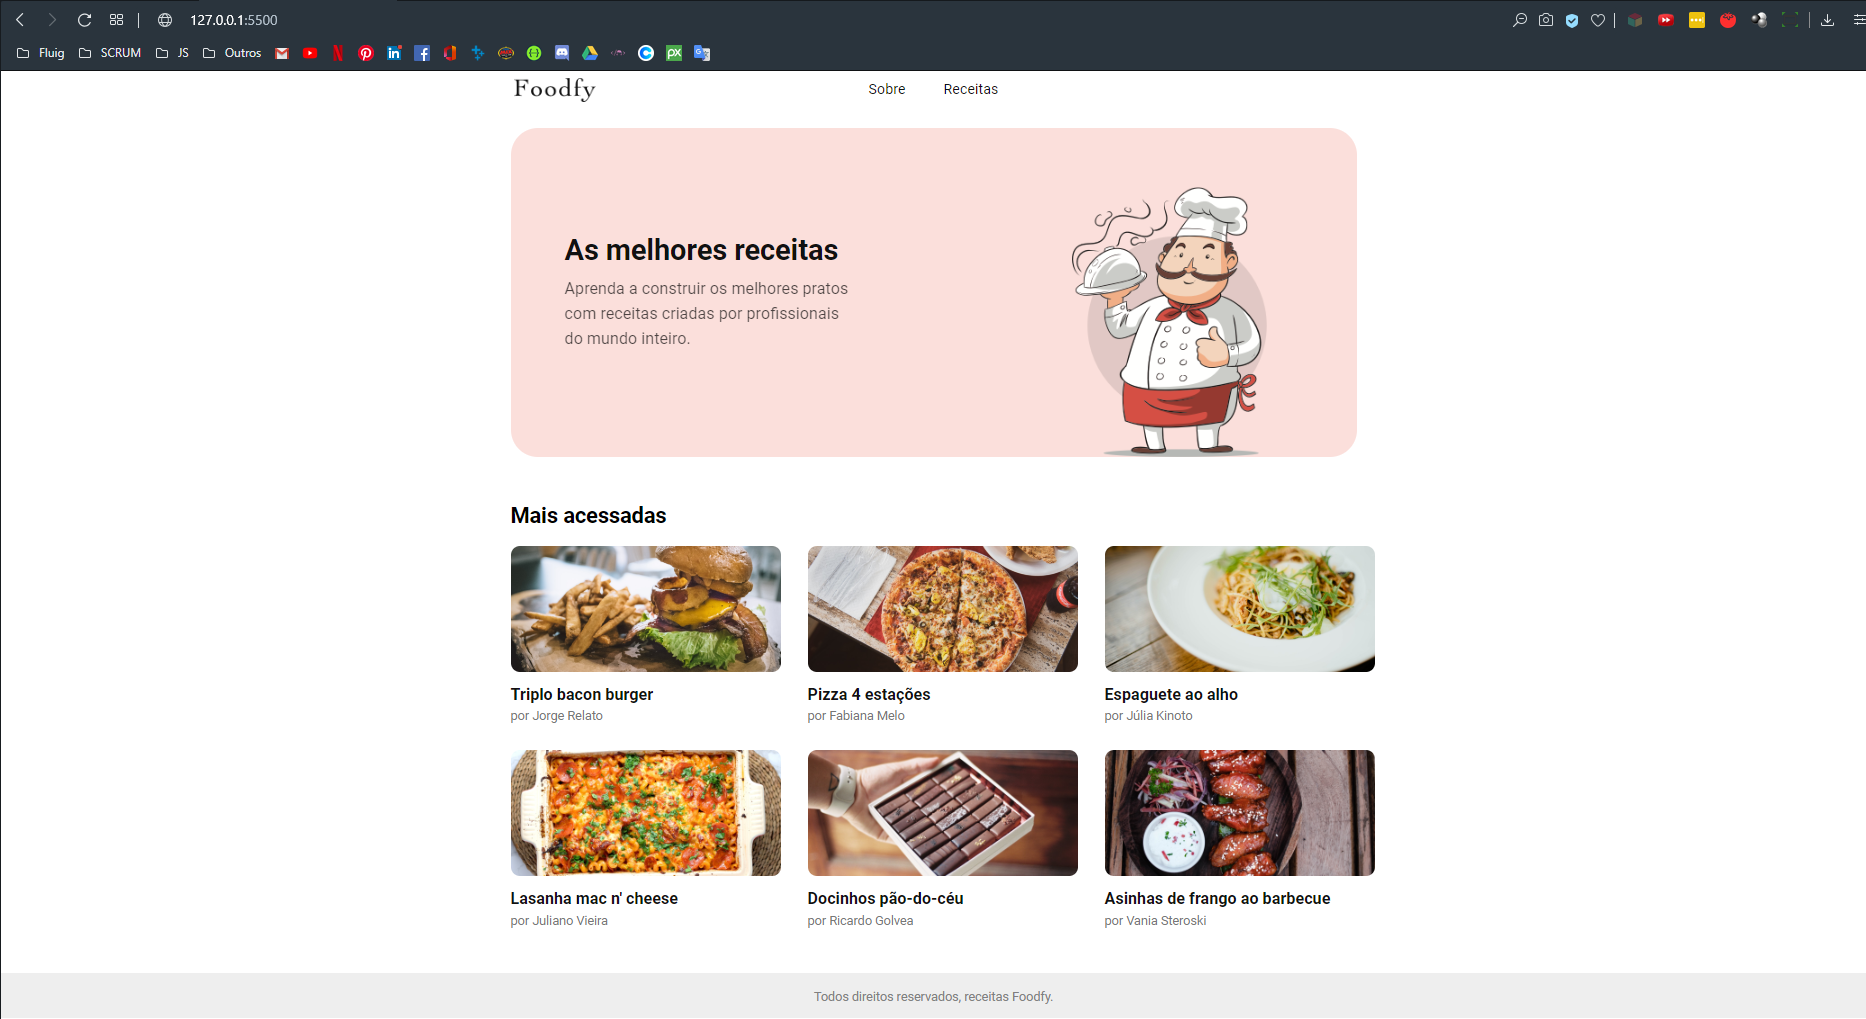 127.0.0.1:5500
Fluig
SCRUM
JS
Outros
Foodfy
Sobre
Receitas
As melhores receitas
Aprenda a construir os melhores pratos
com receitas criadas por profissionais
do mundo inteiro.
Mais acessadas
Triplo bacon burger
por Jorge Relato
Pizza 4 estações
por Fabiana Melo
Espaguete ao alho
por Júlia Kinoto
Lasanha mac n' cheese
por Juliano Vieira
Docinhos pão-do-céu
por Ricardo Golvea
Asinhas de frango ao barbecue
por Vania Steroski
Todos direitos reservados, receitas Foodfy.